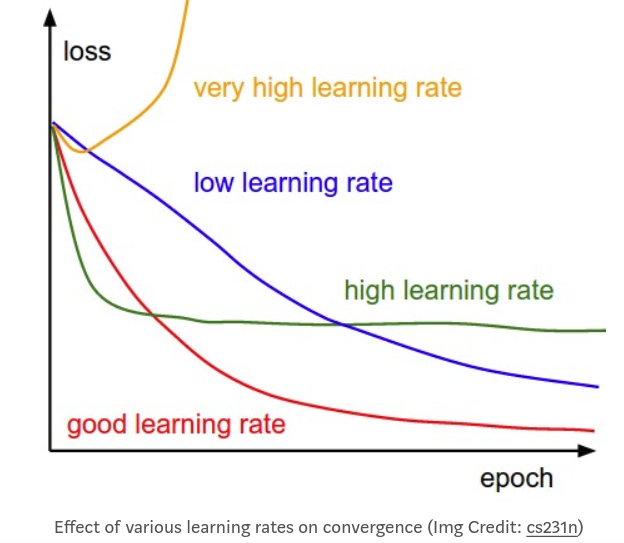 loss
very high learning rate
low learning rate
high learning rate
good learning rate
epoch
Effect of various learning rates on convergence (Img Credit: cs231n)